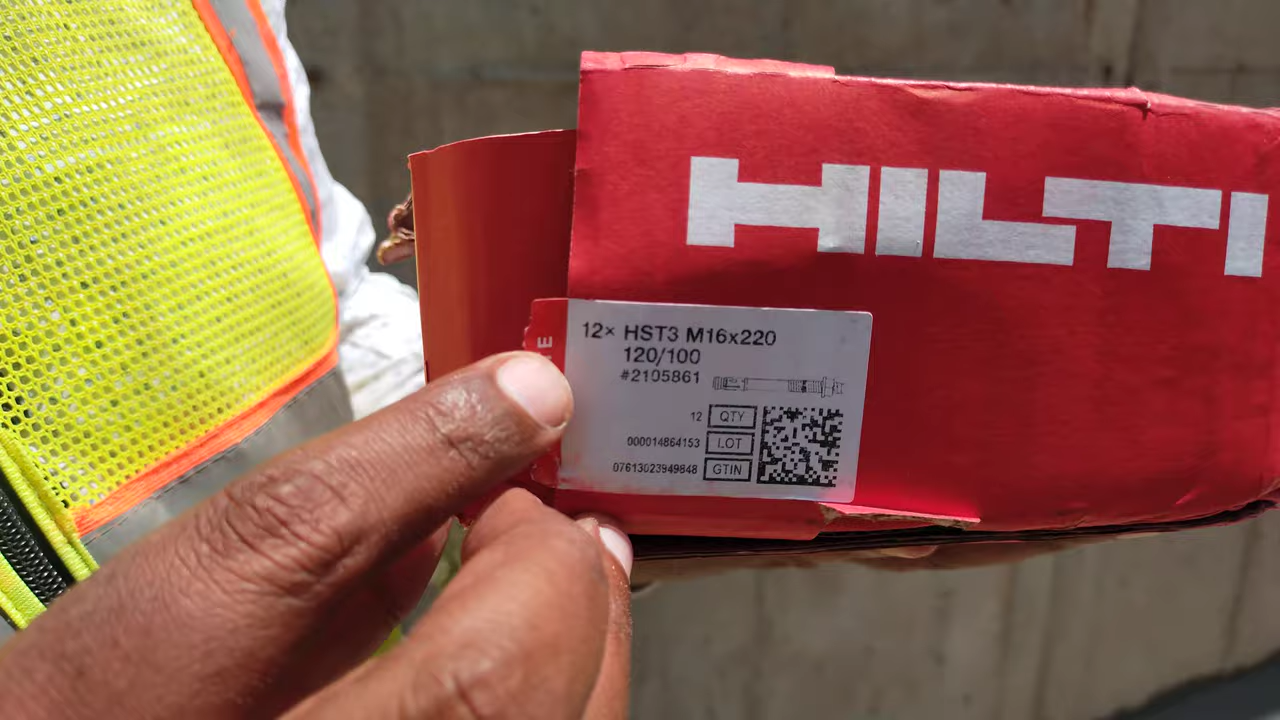 HILTI
12× HST3 M16x220
120/100
#2105861
12 QTY
000014864153 LOT
07613023949848 GTIN